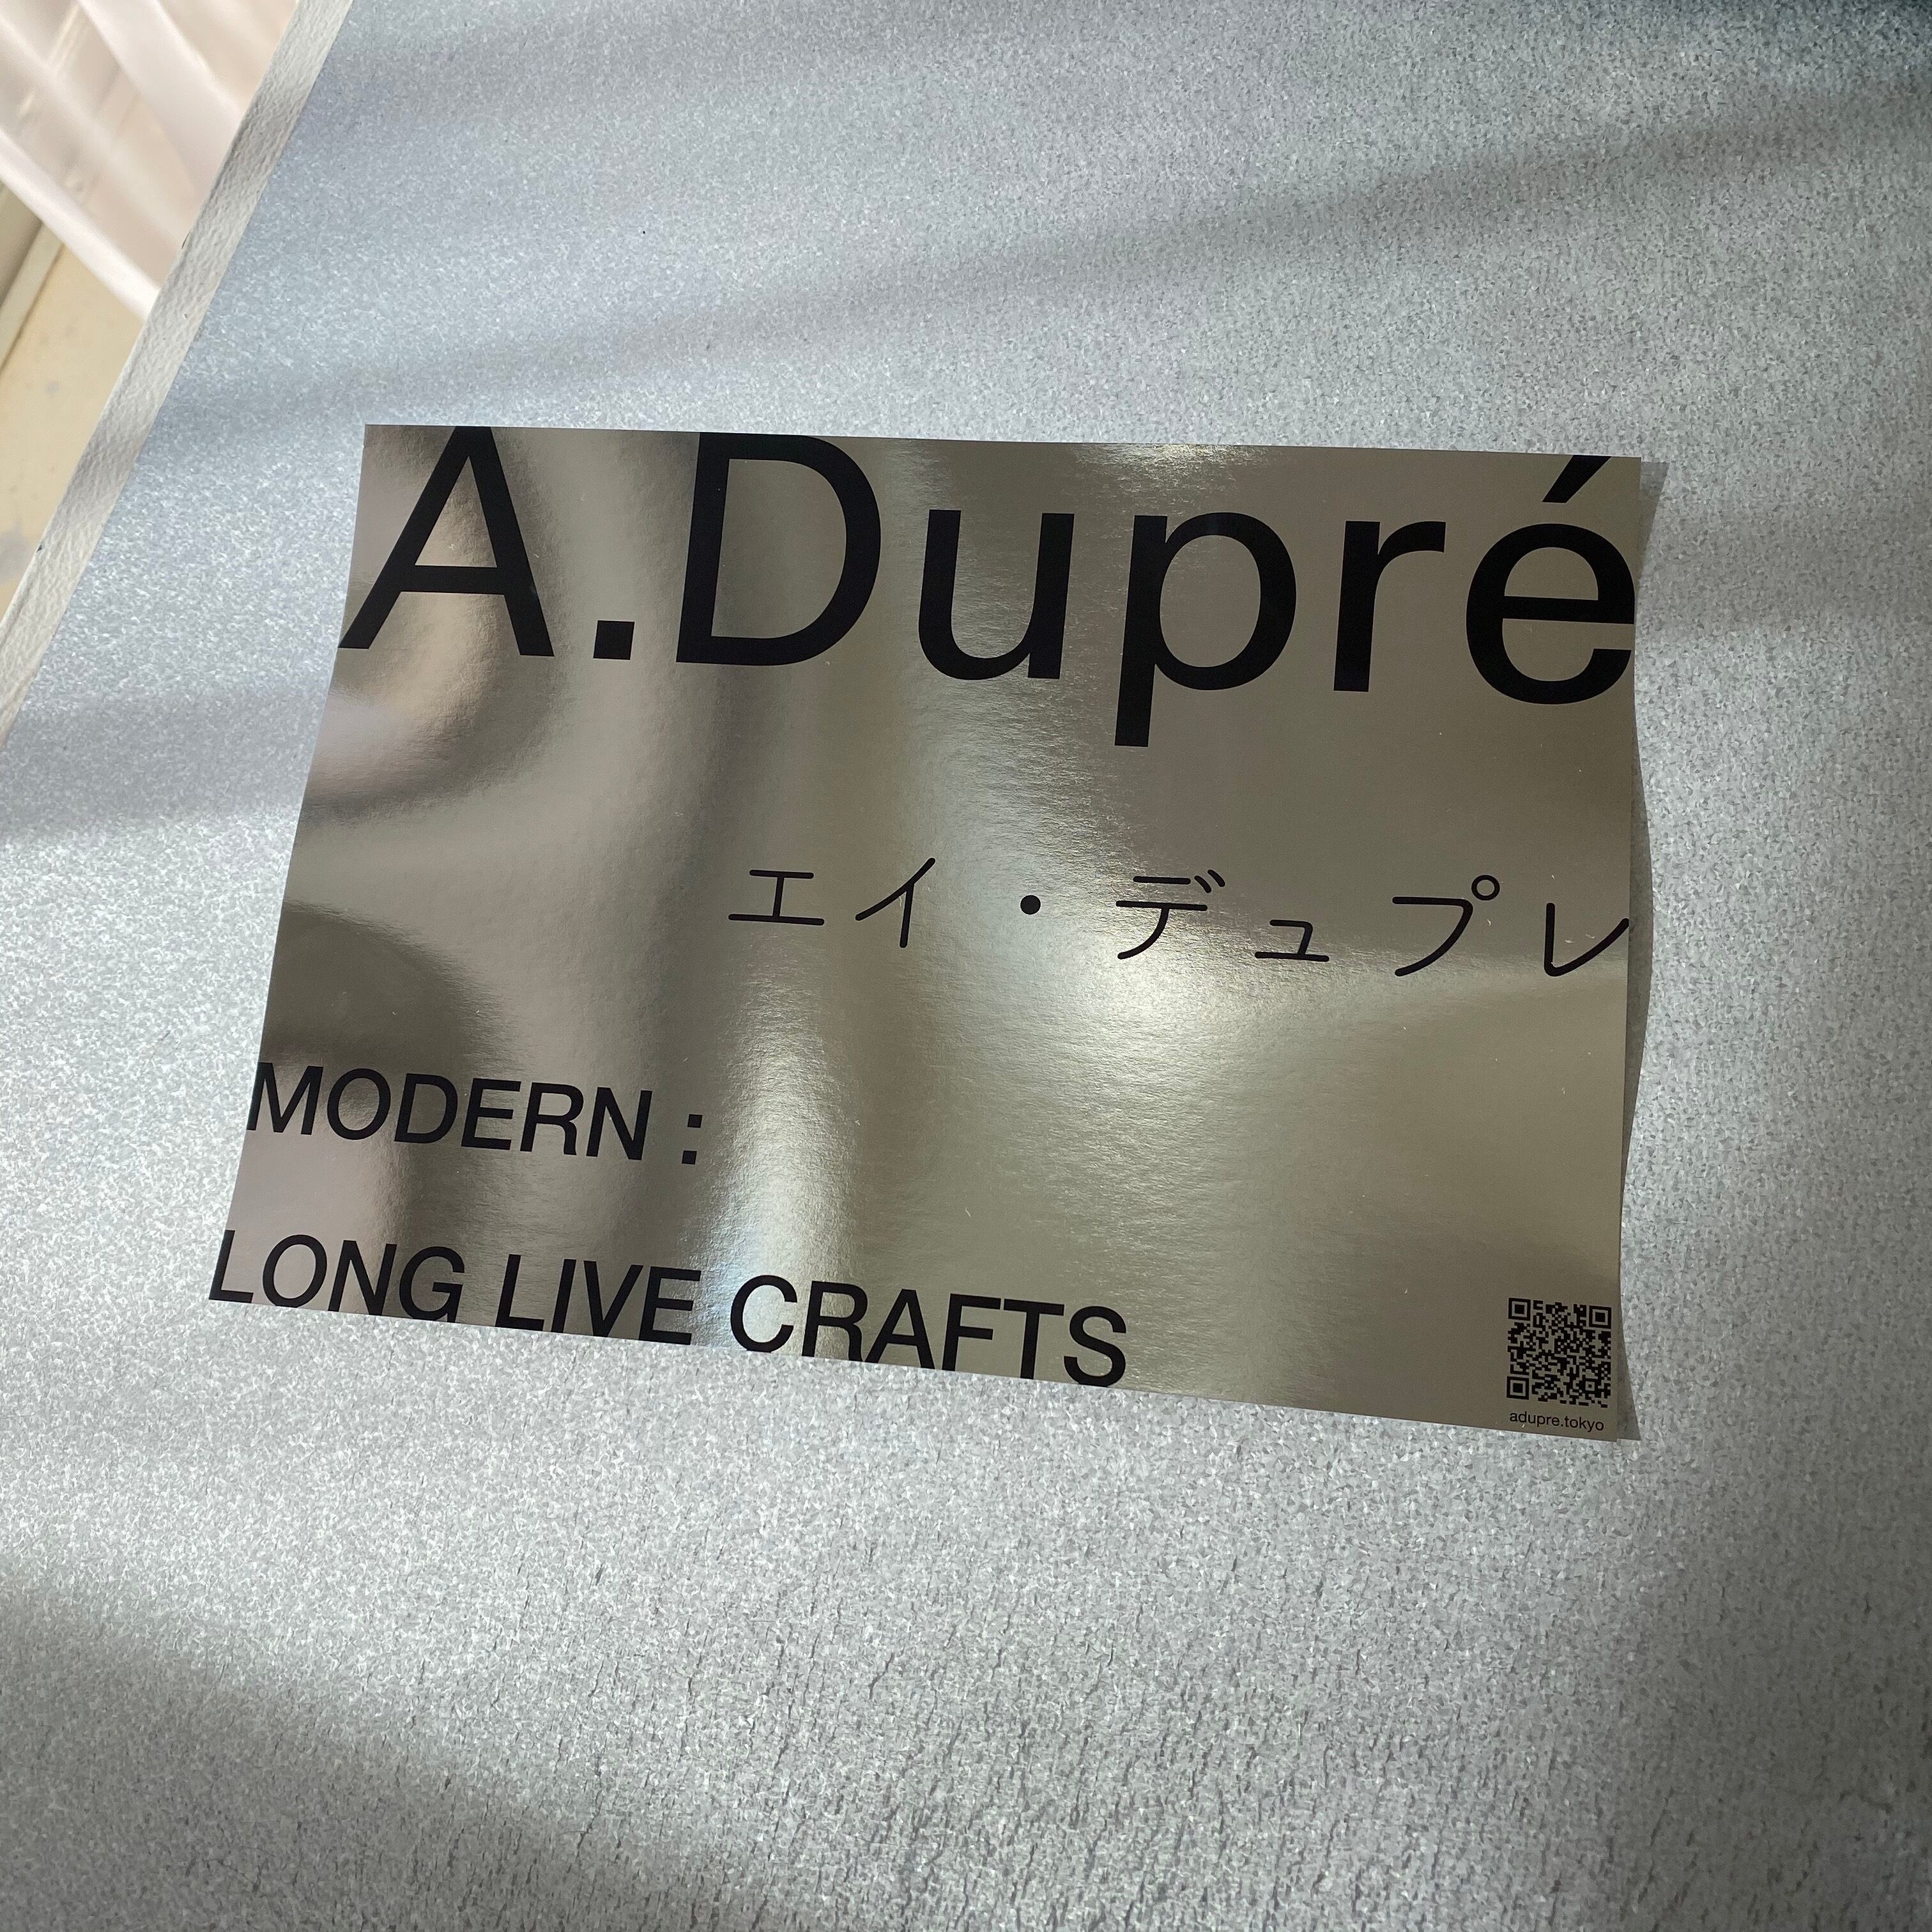 A.Dupré
エイ・デュプレ
MODERN :
LONG LIVE CRAFTS
adupre.tokyo